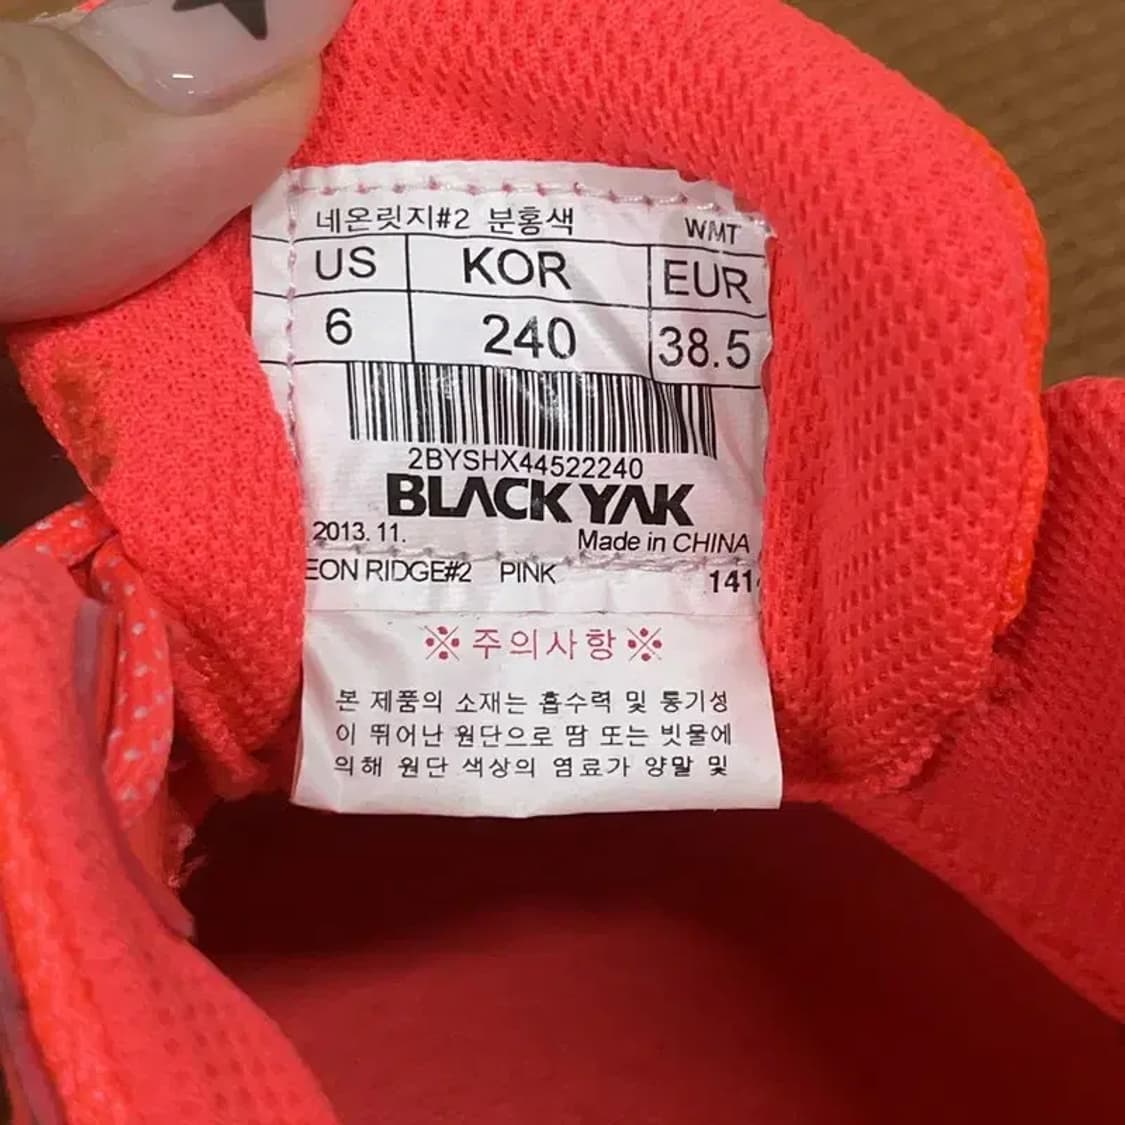 네온릿지#2 분홍색 WMT
US KOR EUR
6 240 38.5
2BYSHX44522240
BLACKYAK
2013. 11. Made in CHINA
EON RIDGE#2 PINK 141
※주의사항※
본 제품의 소재는 흡수력 및 통기성
이 뛰어난 원단으로 땀 또는 빗물에
의해 원단 색상의 염료가 양말 및